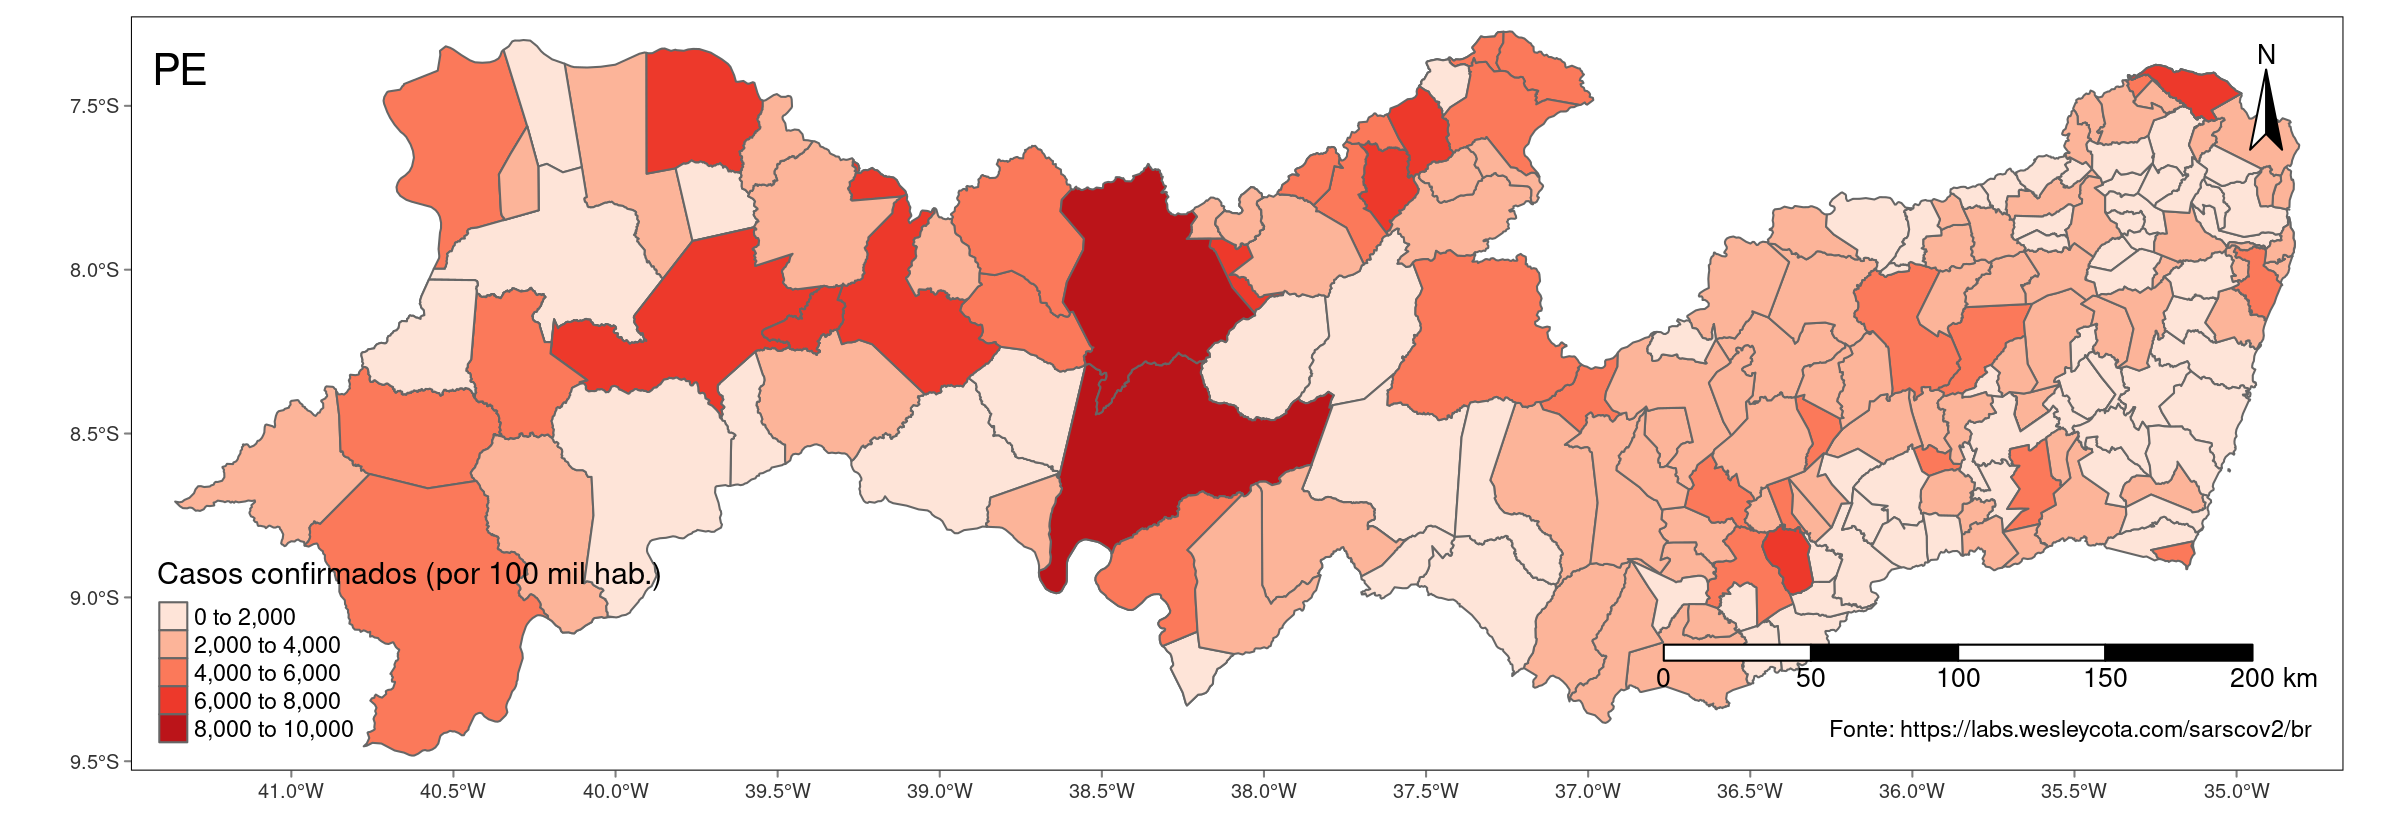 PE
N
7.5°S
8.0°S
8.5°S
9.0°S
9.5°S
Casos confirmados (por 100 mil hab.)
0 to 2,000
2,000 to 4,000
4,000 to 6,000
6,000 to 8,000
8,000 to 10,000
0 50 100 150 200 km
Fonte: https://labs.wesleycota.com/sarscov2/br
41.0°W 40.5°W 40.0°W 39.5°W 39.0°W 38.5°W 38.0°W 37.5°W 37.0°W 36.5°W 36.0°W 35.5°W 35.0°W